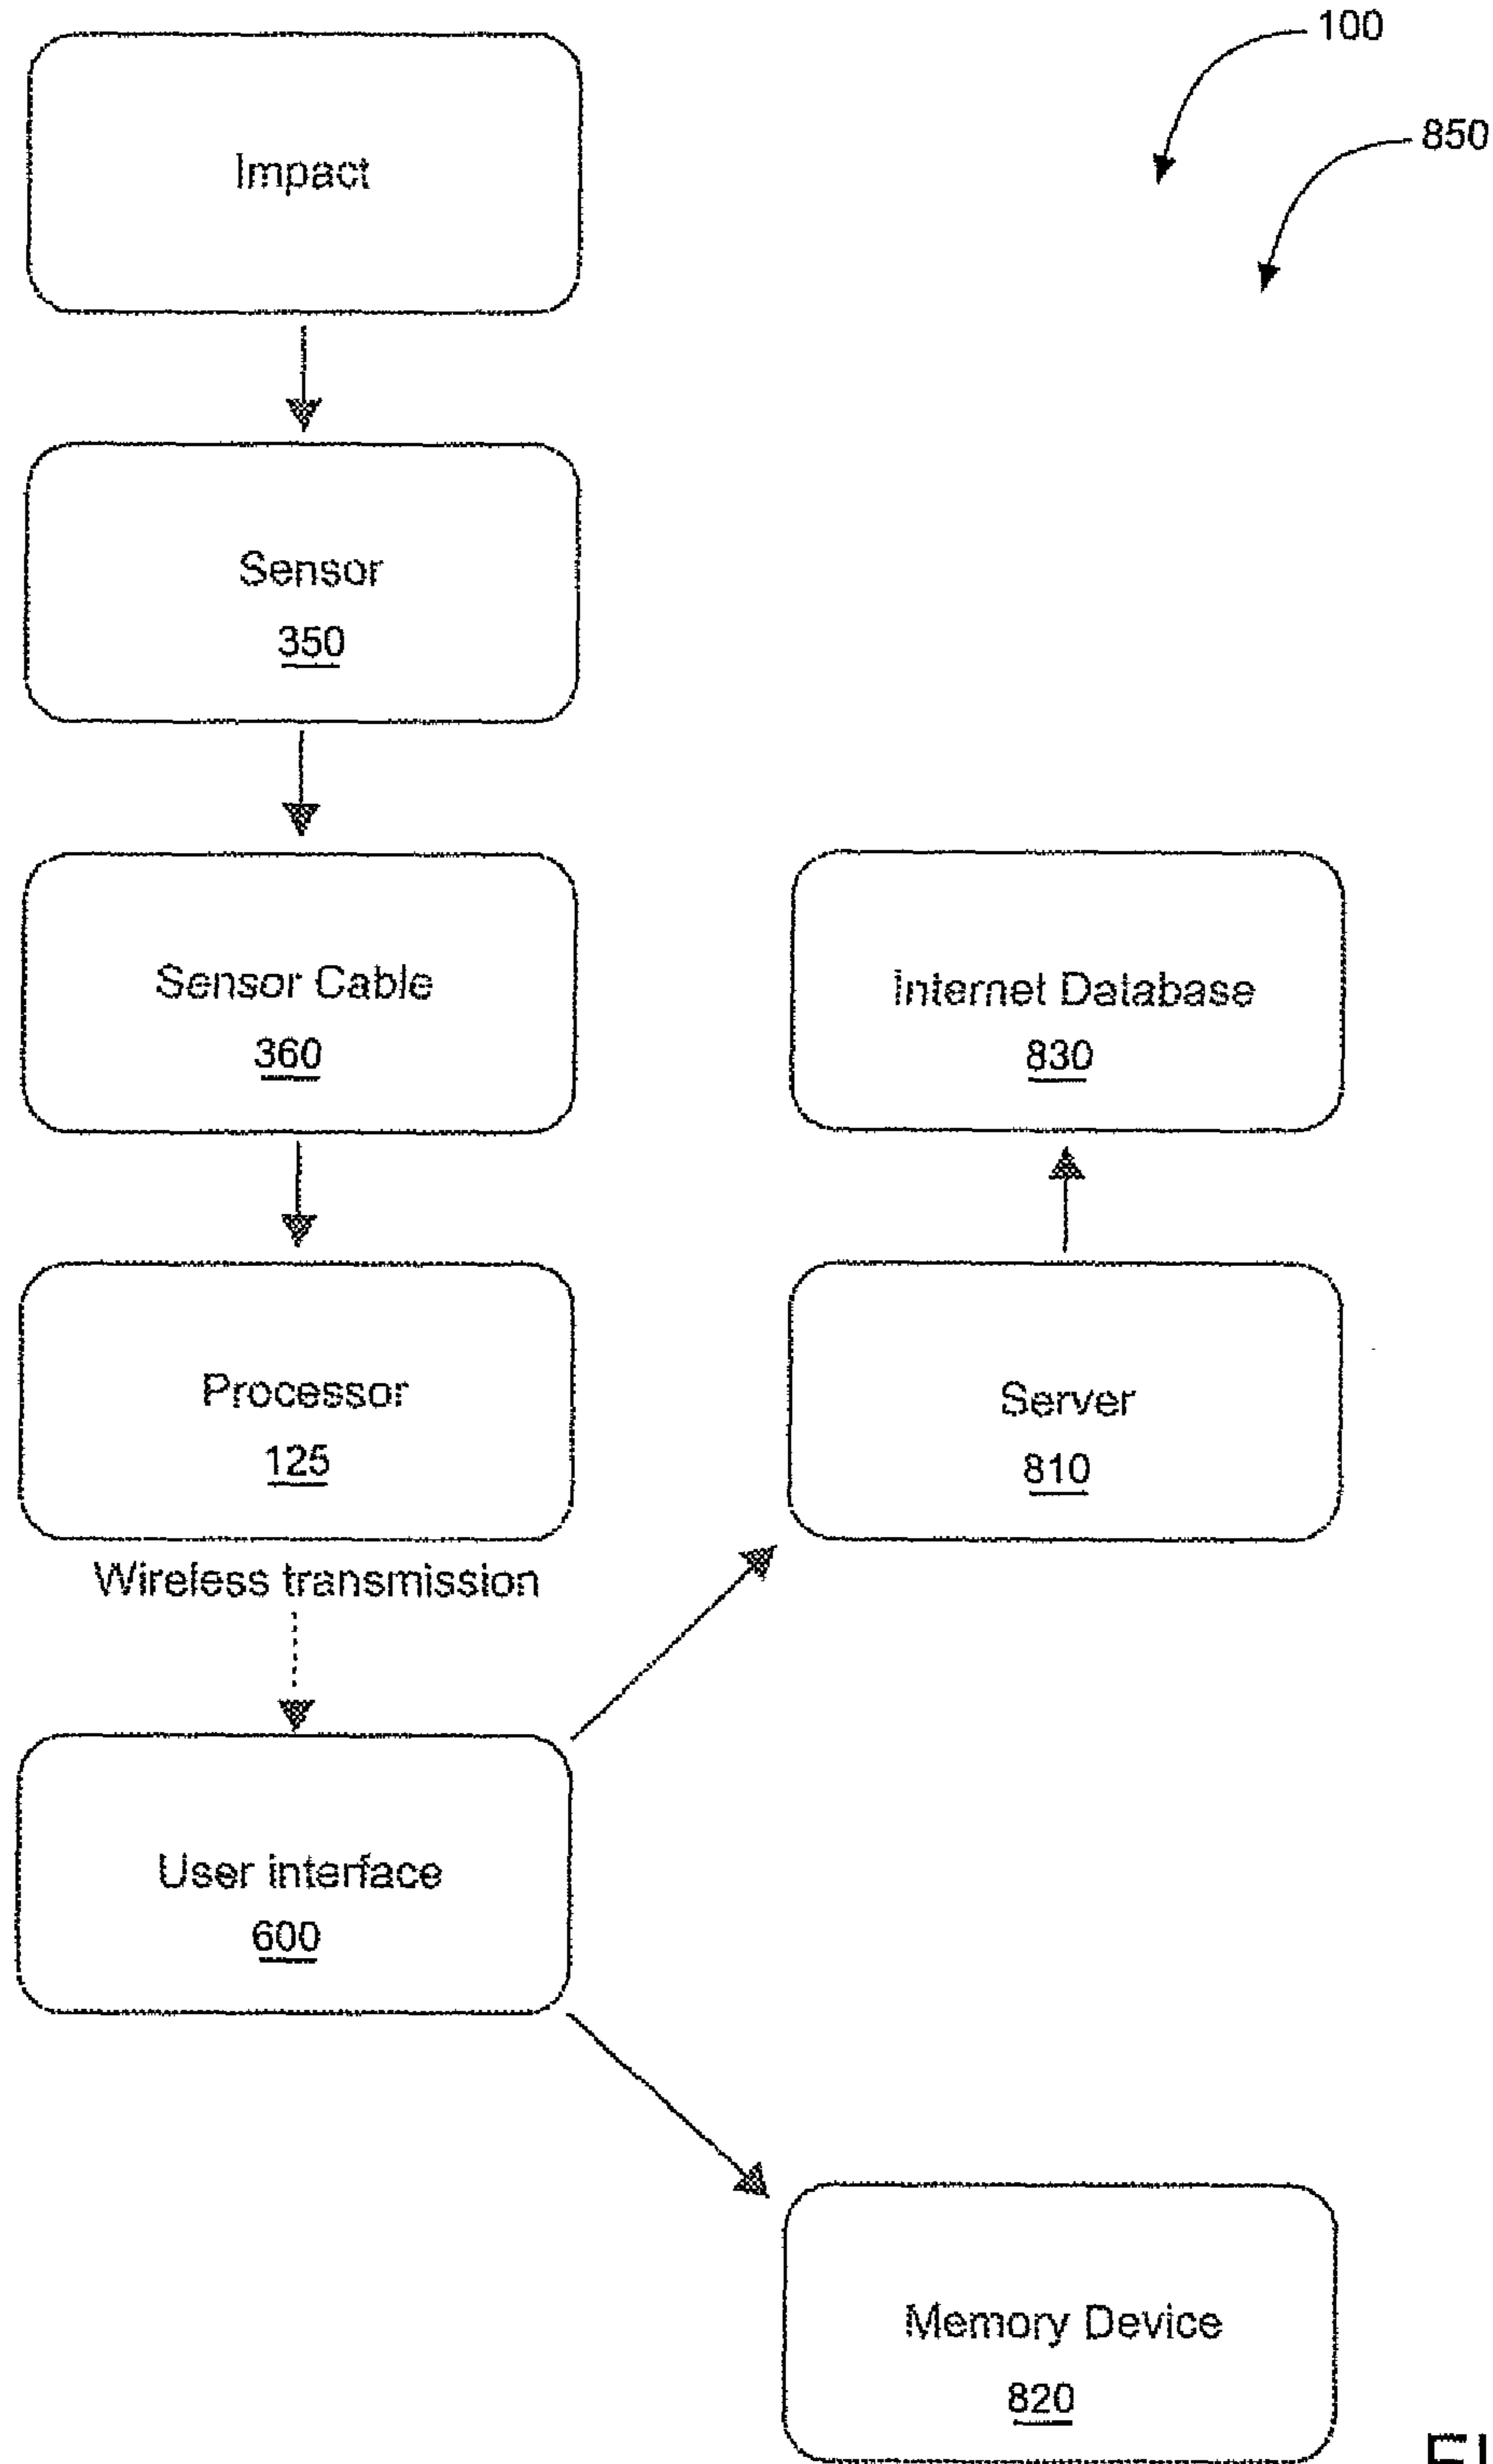 100
850
Impact
Sensor
350
Sensor Cable
360
Internet Database
830
Processor
125
Server
810
Wireless transmission
User interface
600
Memory Device
820